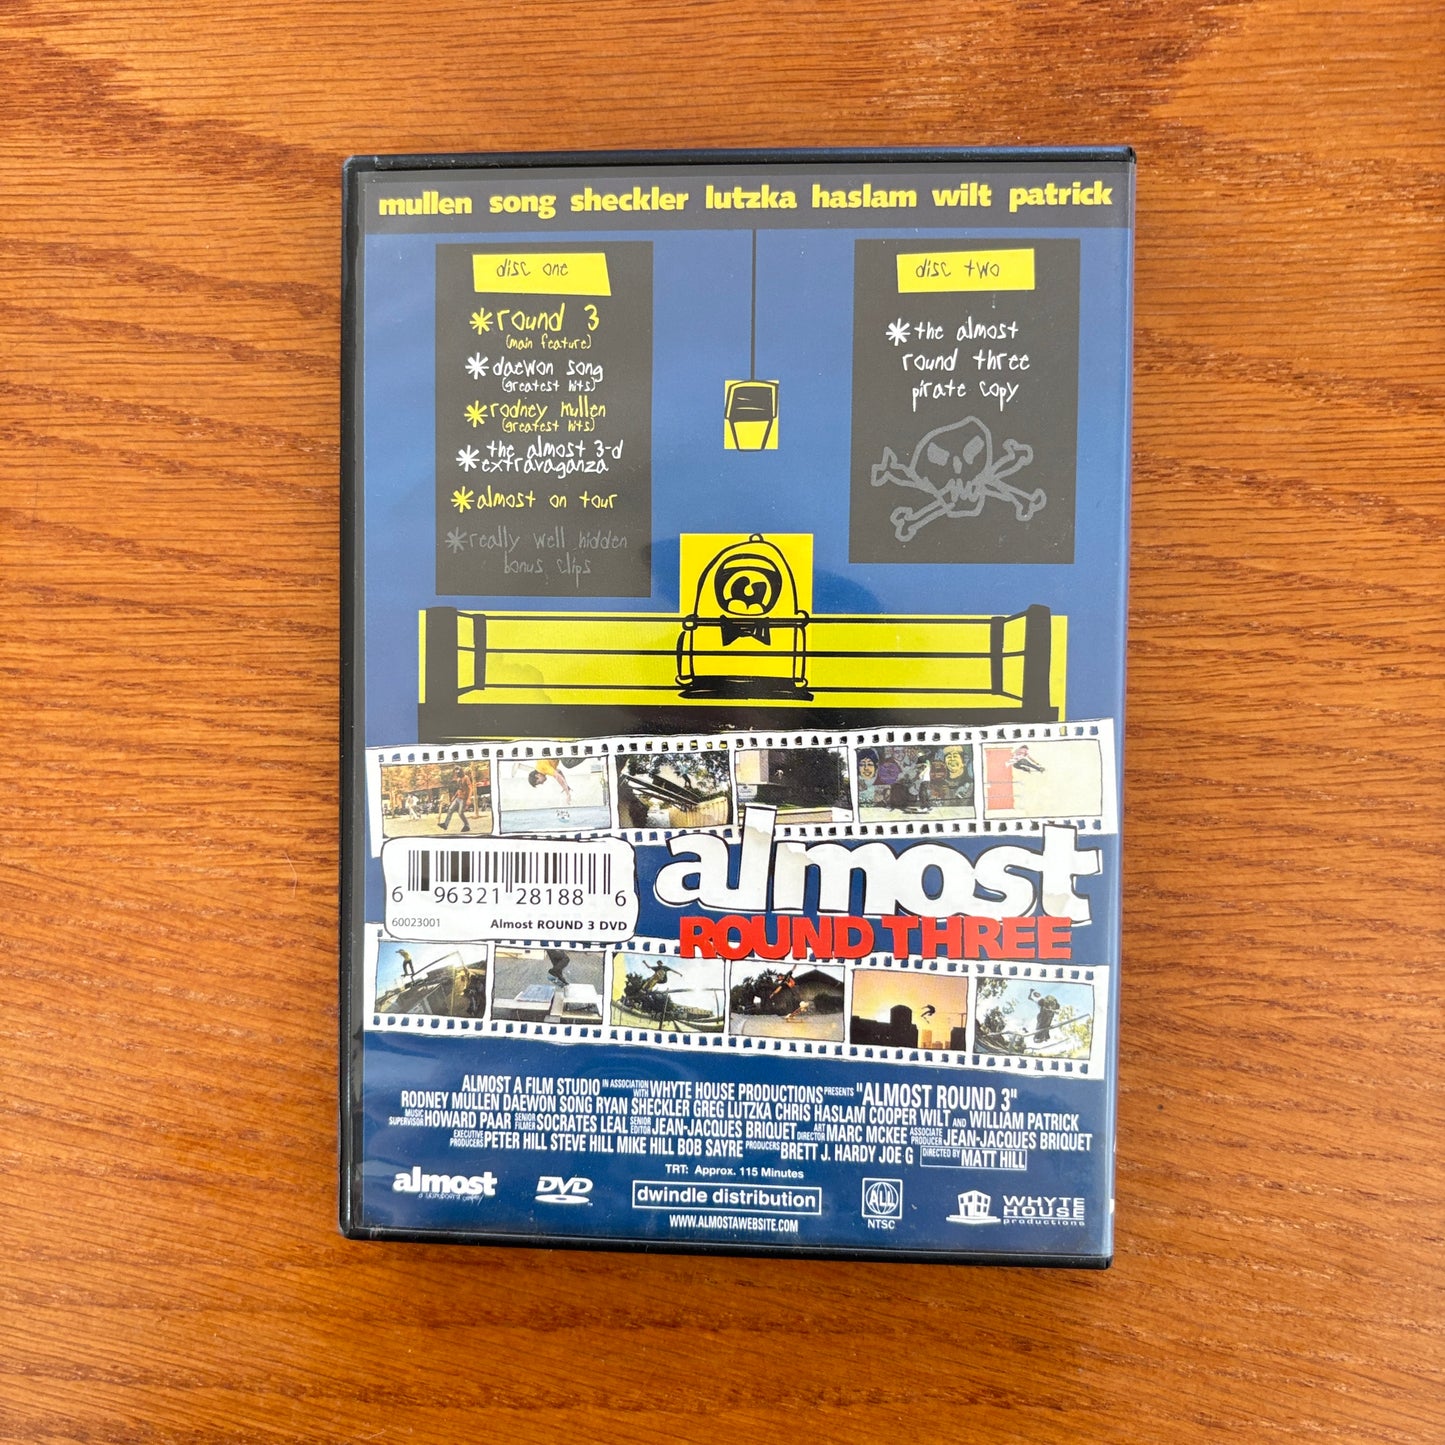 mullen song sheckler lutzka haslam wilt patrick
disc one
*round 3
(main feature)
*daewon song
(greatest hits)
*rodney mullen
(greatest hits)
*the almost 3-d
extravaganza
*almost on tour
*really well hidden
bonus clips
disc two
*the almost
round three
pirate copy
almost
ROUND THREE
6 96321 28188 6
60023001 Almost ROUND 3 DVD
ALMOST A FILM STUDIO IN ASSOCIATION WITH WHYTE HOUSE PRODUCTIONS PRESENTS "ALMOST ROUND 3"
RODNEY MULLEN DAEWON SONG RYAN SHECKLER GREG LUTZKA CHRIS HASLAM COOPER WILT AND WILLIAM PATRICK
MUSIC SUPERVISOR HOWARD PAAR SENIOR FILMER SOCRATES LEAL SENIOR EDITOR JEAN-JACQUES BRIQUET ART DIRECTOR MARC MCKEE ASSOCIATE PRODUCER JEAN-JACQUES BRIQUET
EXECUTIVE PRODUCERS PETER HILL STEVE HILL MIKE HILL BOB SAYRE PRODUCERS BRETT J. HARDY JOE G DIRECTED BY MATT HILL
TRT: Approx. 115 Minutes
almost
a skateboard company
DVD
dwindle distribution
WWW.ALMOSTAWEBSITE.COM
ALL
NTSC
WHYTE
HOUSE
productions